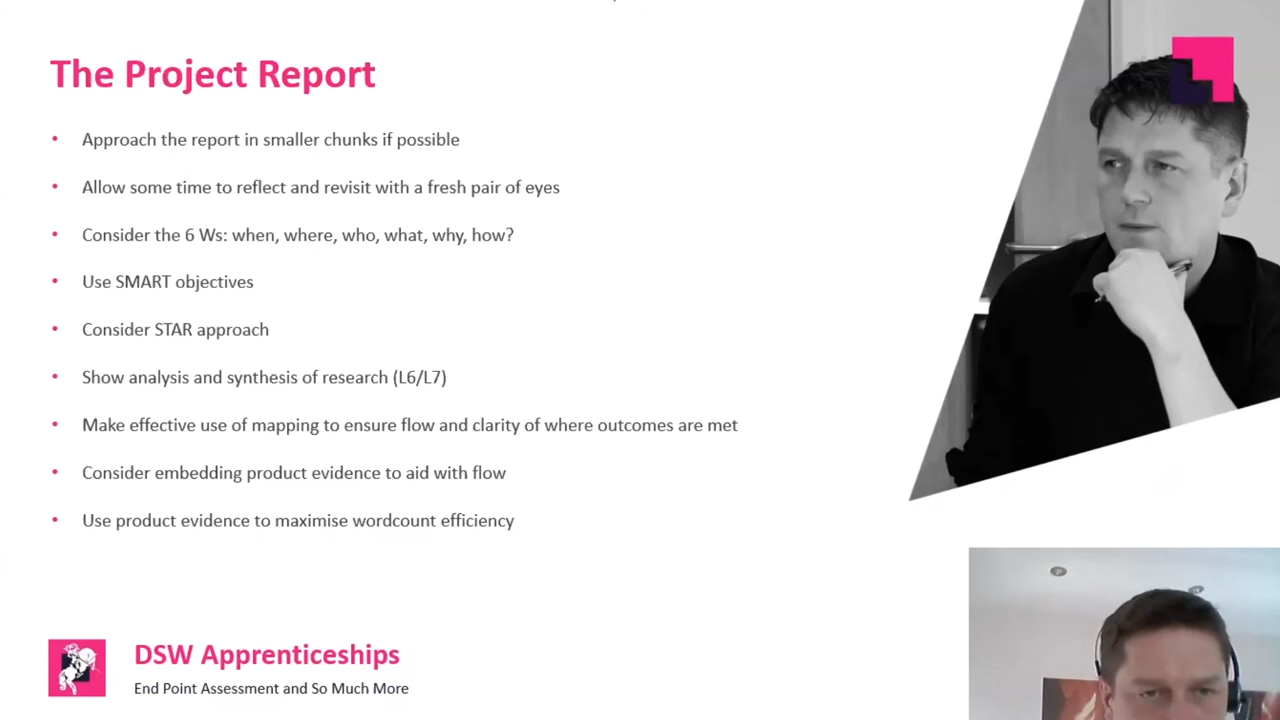 The Project Report
• Approach the report in smaller chunks if possible
• Allow some time to reflect and revisit with a fresh pair of eyes
• Consider the 6 Ws: when, where, who, what, why, how?
• Use SMART objectives
• Consider STAR approach
• Show analysis and synthesis of research (L6/L7)
• Make effective use of mapping to ensure flow and clarity of where outcomes are met
• Consider embedding product evidence to aid with flow
• Use product evidence to maximise wordcount efficiency
DSW Apprenticeships
End Point Assessment and So Much More